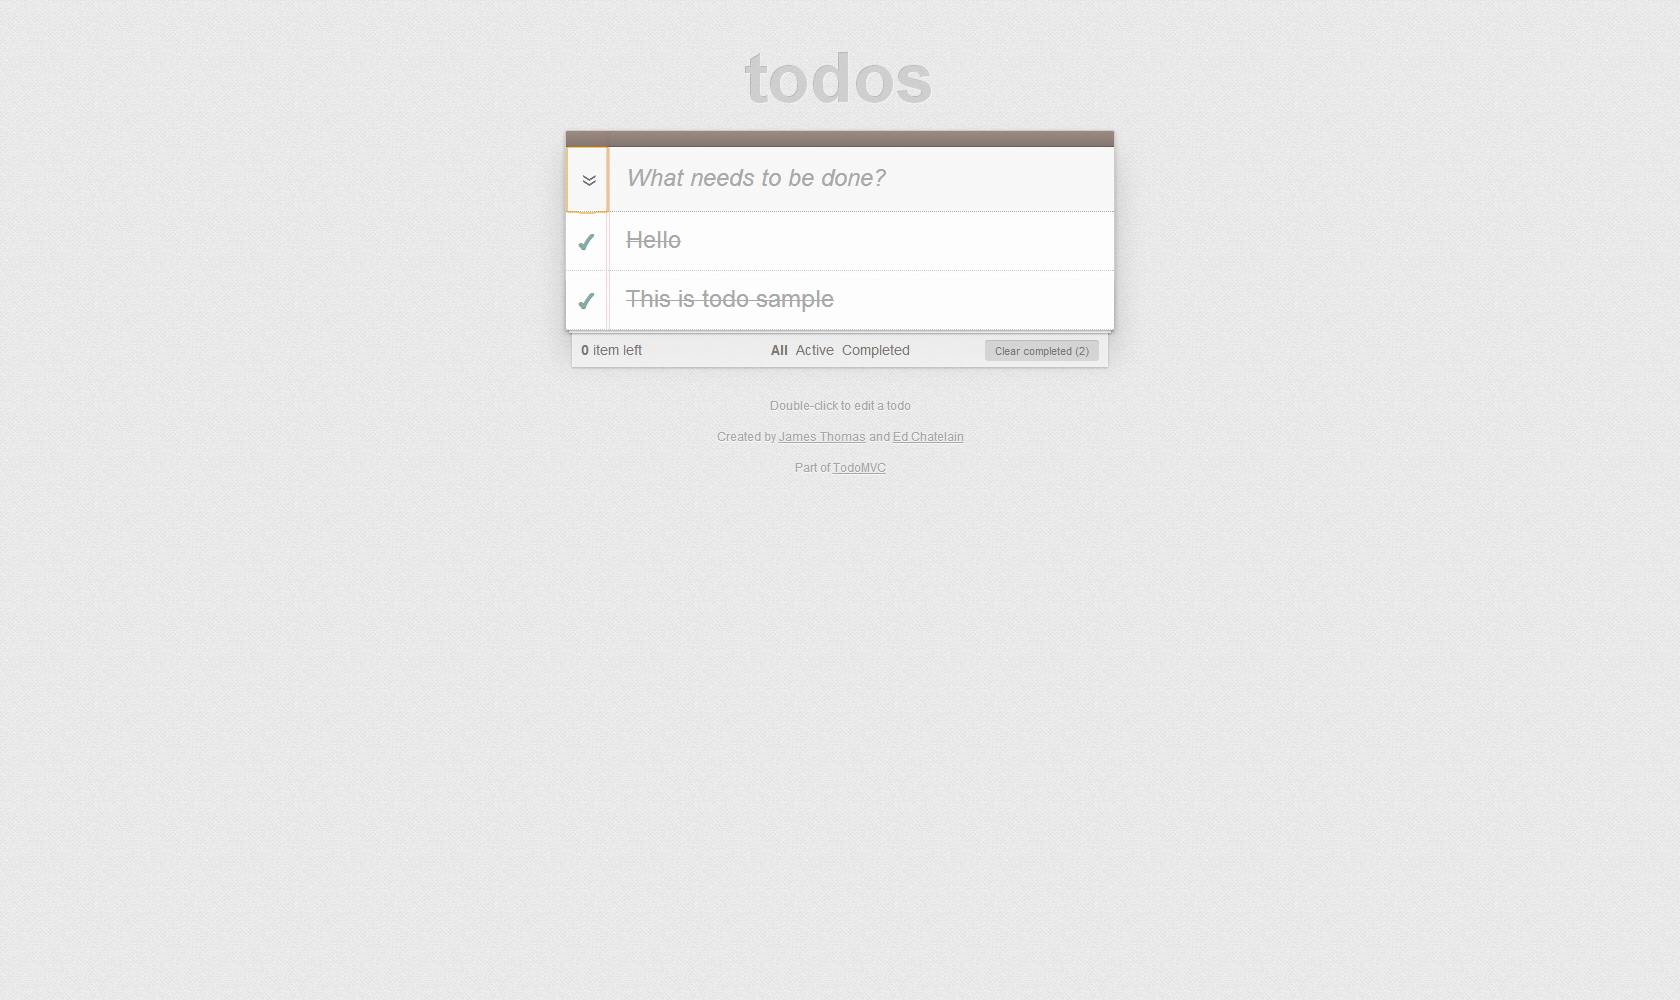 todos
What needs to be done?
Hello
This is todo sample
0 item left All Active Completed Clear completed (2)
Double-click to edit a todo
Created by James Thomas and Ed Chatelain
Part of TodoMVC